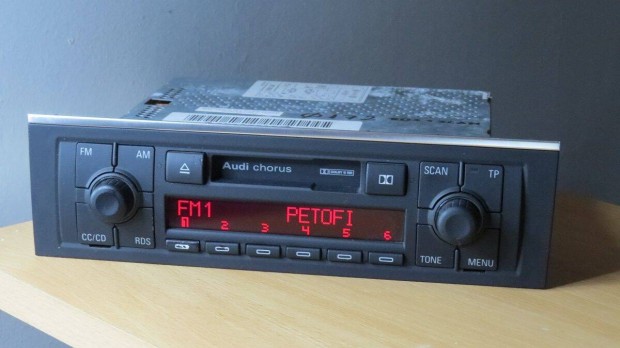 FM AM
Audi chorus
SCAN TP
FM1 PETOFI
1 2 3 4 5 6
CC/CD RDS
TONE MENU